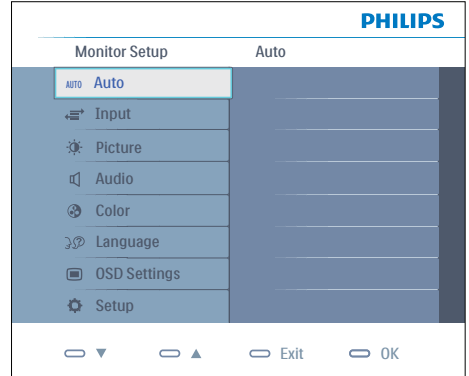 PHILIPS
Monitor Setup Auto
AUTO Auto
Input
Picture
Audio
Color
Language
OSD Settings
Setup
▼ ▲ Exit OK